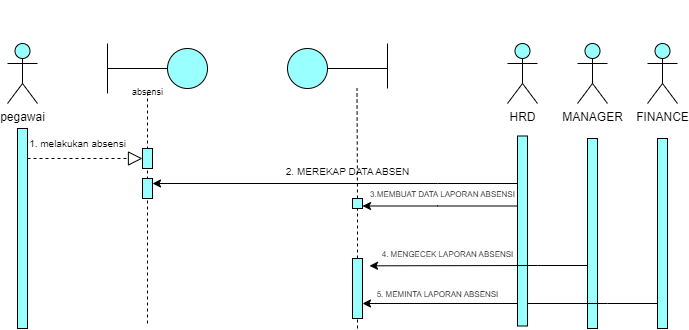 absensi
pegawai
HRD
MANAGER
FINANCE
1. melakukan absensi
2. MEREKAP DATA ABSEN
3.MEMBUAT DATA LAPORAN ABSENSI
4. MENGECEK LAPORAN ABSENSI
5. MEMINTA LAPORAN ABSENSI